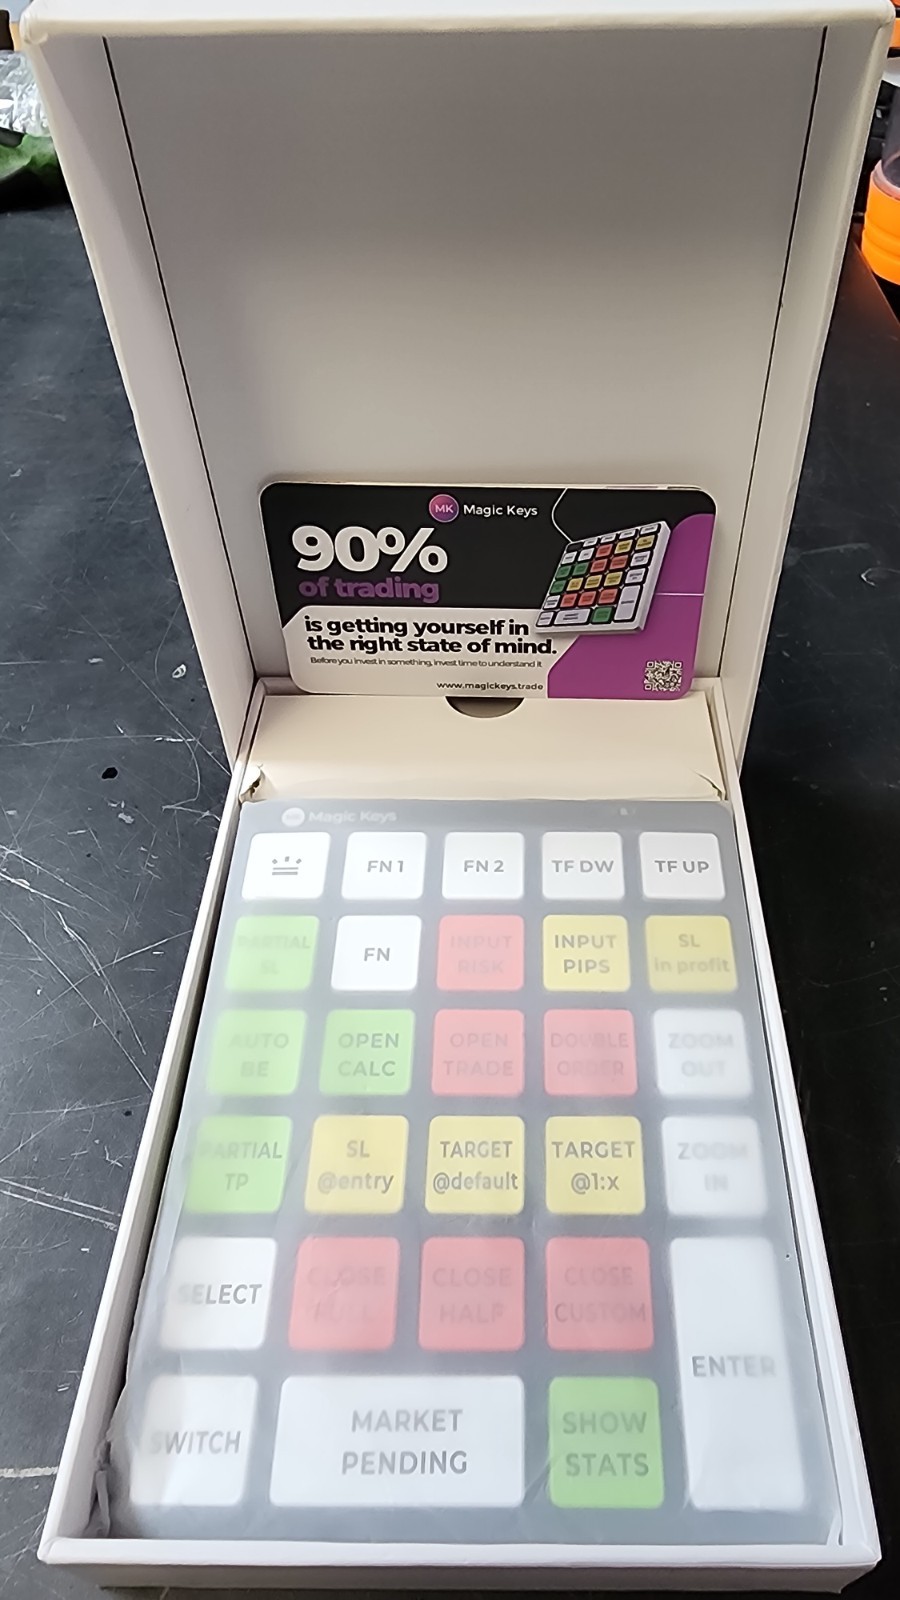 MK Magic Keys
90%
of trading
is getting yourself in
the right state of mind.
Before you invest in something, invest time to understand it
www.magickeys.trade
MK Magic Keys
FN 1
FN 2
TF DW
TF UP
PARTIAL
SL
FN
INPUT
RISK
INPUT
PIPS
SL
in profit
AUTO
BE
OPEN
CALC
OPEN
TRADE
DOUBLE
ORDER
ZOOM
OUT
PARTIAL
TP
SL
@entry
TARGET
@default
TARGET
@1:x
ZOOM
IN
SELECT
CLOSE
FULL
CLOSE
HALF
CLOSE
CUSTOM
ENTER
SWITCH
MARKET
PENDING
SHOW
STATS